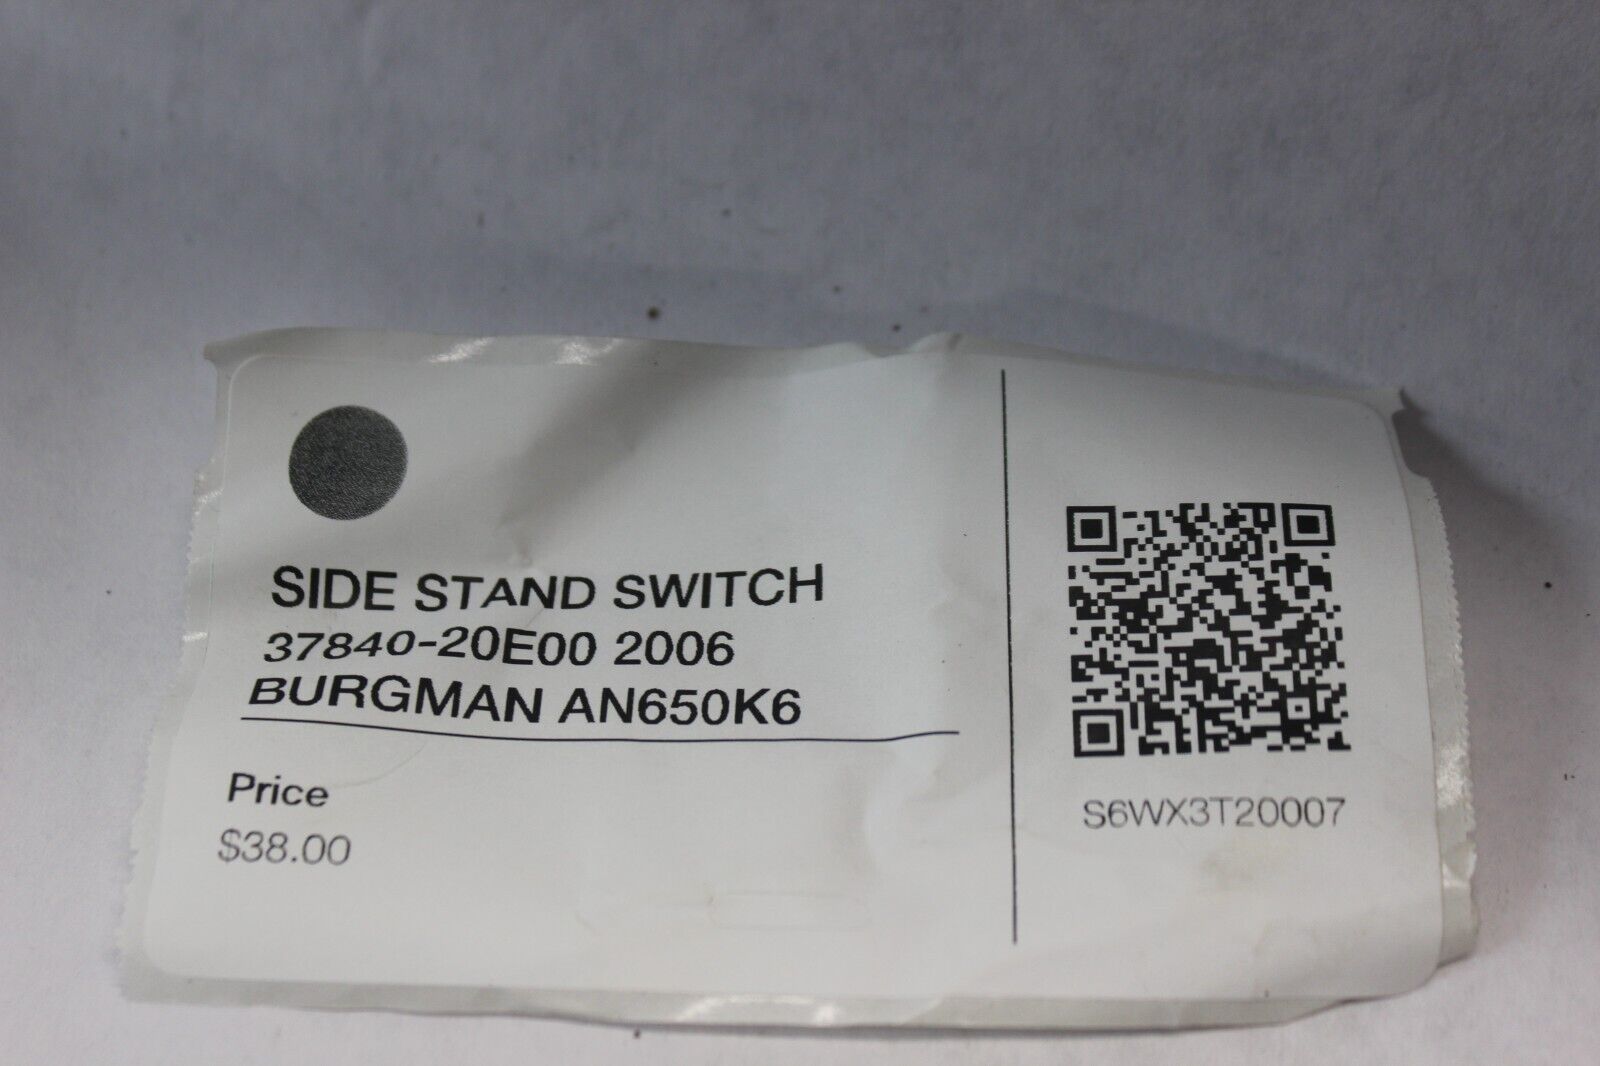 SIDE STAND SWITCH
37840-20E00 2006
BURGMAN AN650K6
Price
$38.00
S6WX3T20007